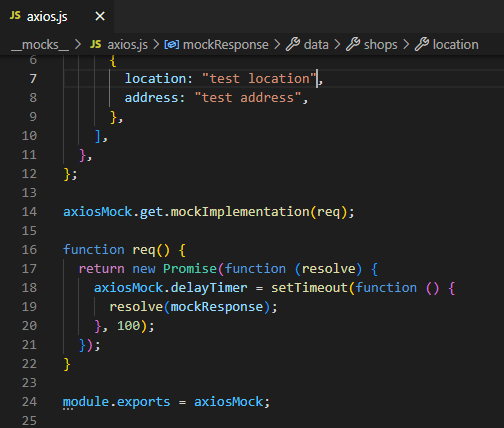 JS axios.js ×
__mocks__ > JS axios.js > mockResponse > data > shops > location
6 {
7 location: "test location",
8 address: "test address",
9 },
10 ],
11 },
12 };
13
14 axiosMock.get.mockImplementation(req);
15
16 function req() {
17 return new Promise(function (resolve) {
18 axiosMock.delayTimer = setTimeout(function () {
19 resolve(mockResponse);
20 }, 100);
21 });
22 }
23
24 module.exports = axiosMock;
25